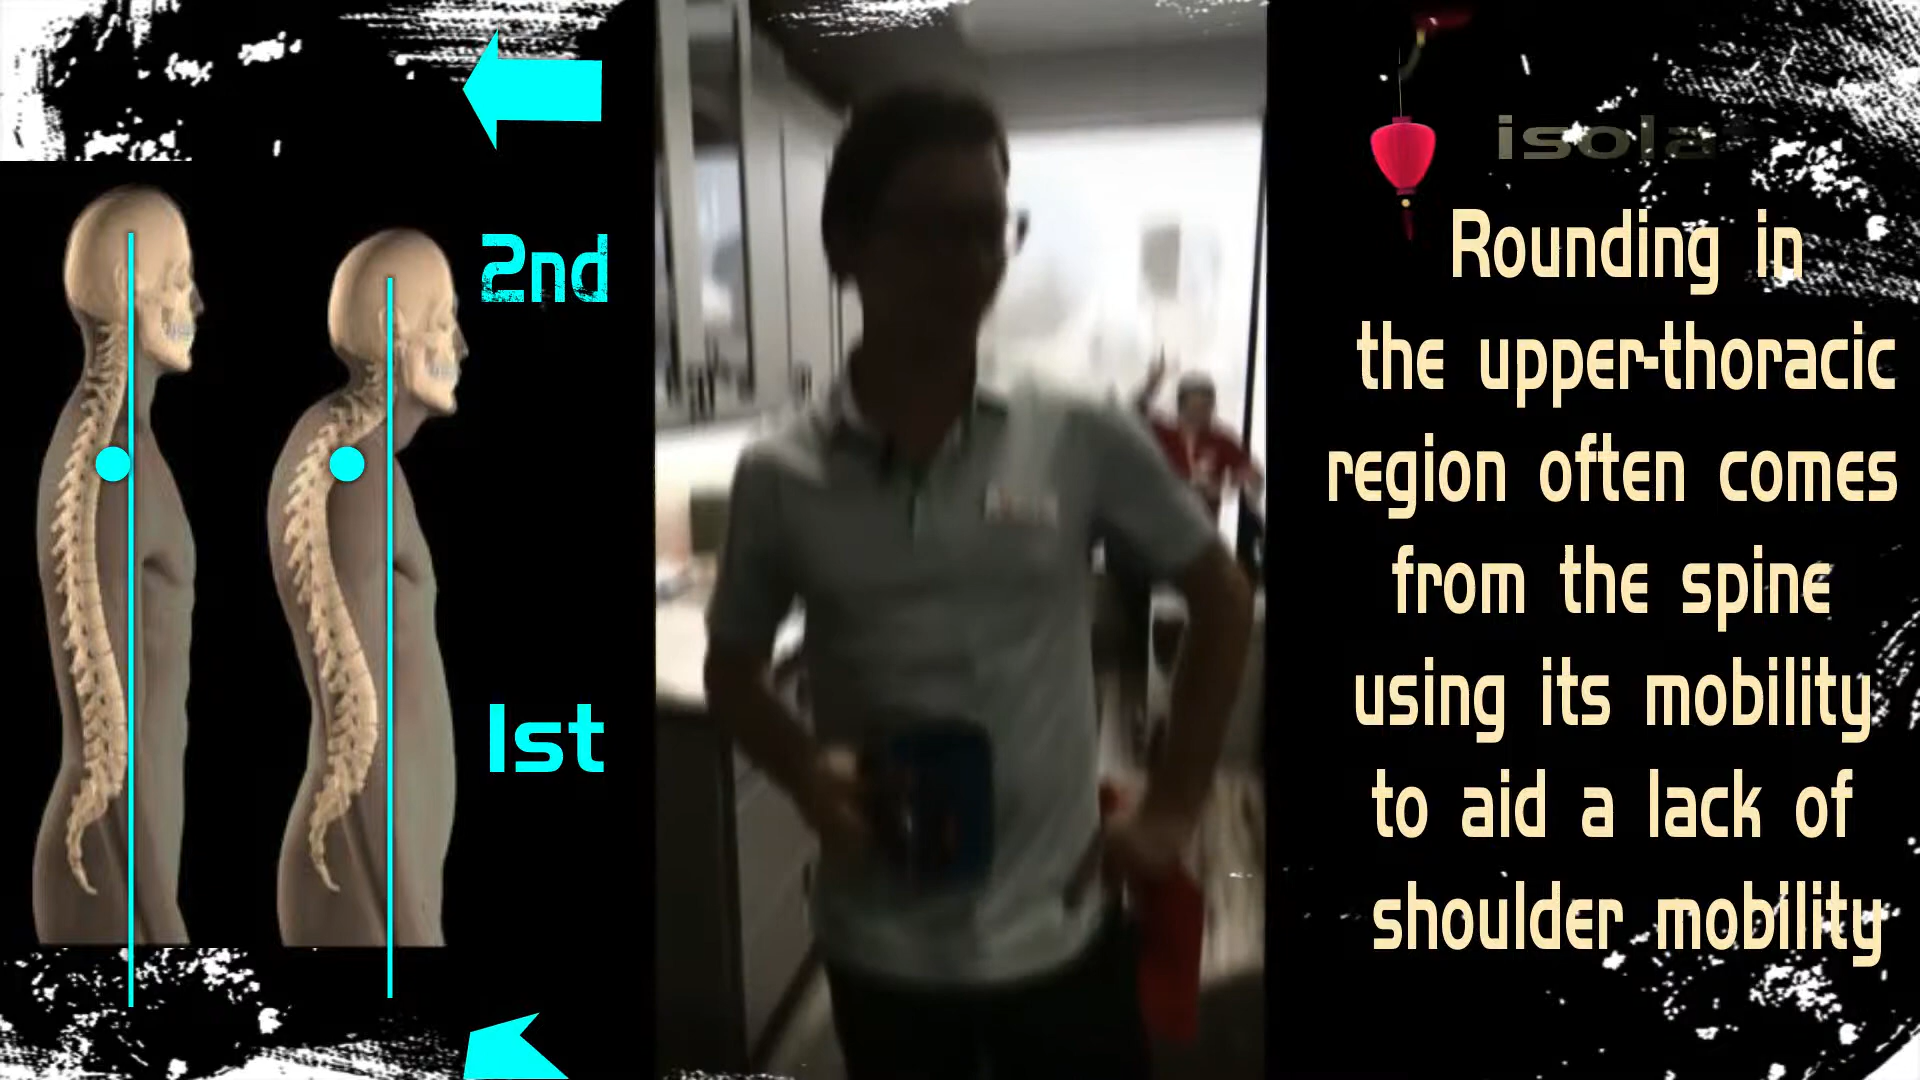 2nd
1st
isola
Rounding in
the upper-thoracic
region often comes
from the spine
using its mobility
to aid a lack of
shoulder mobility